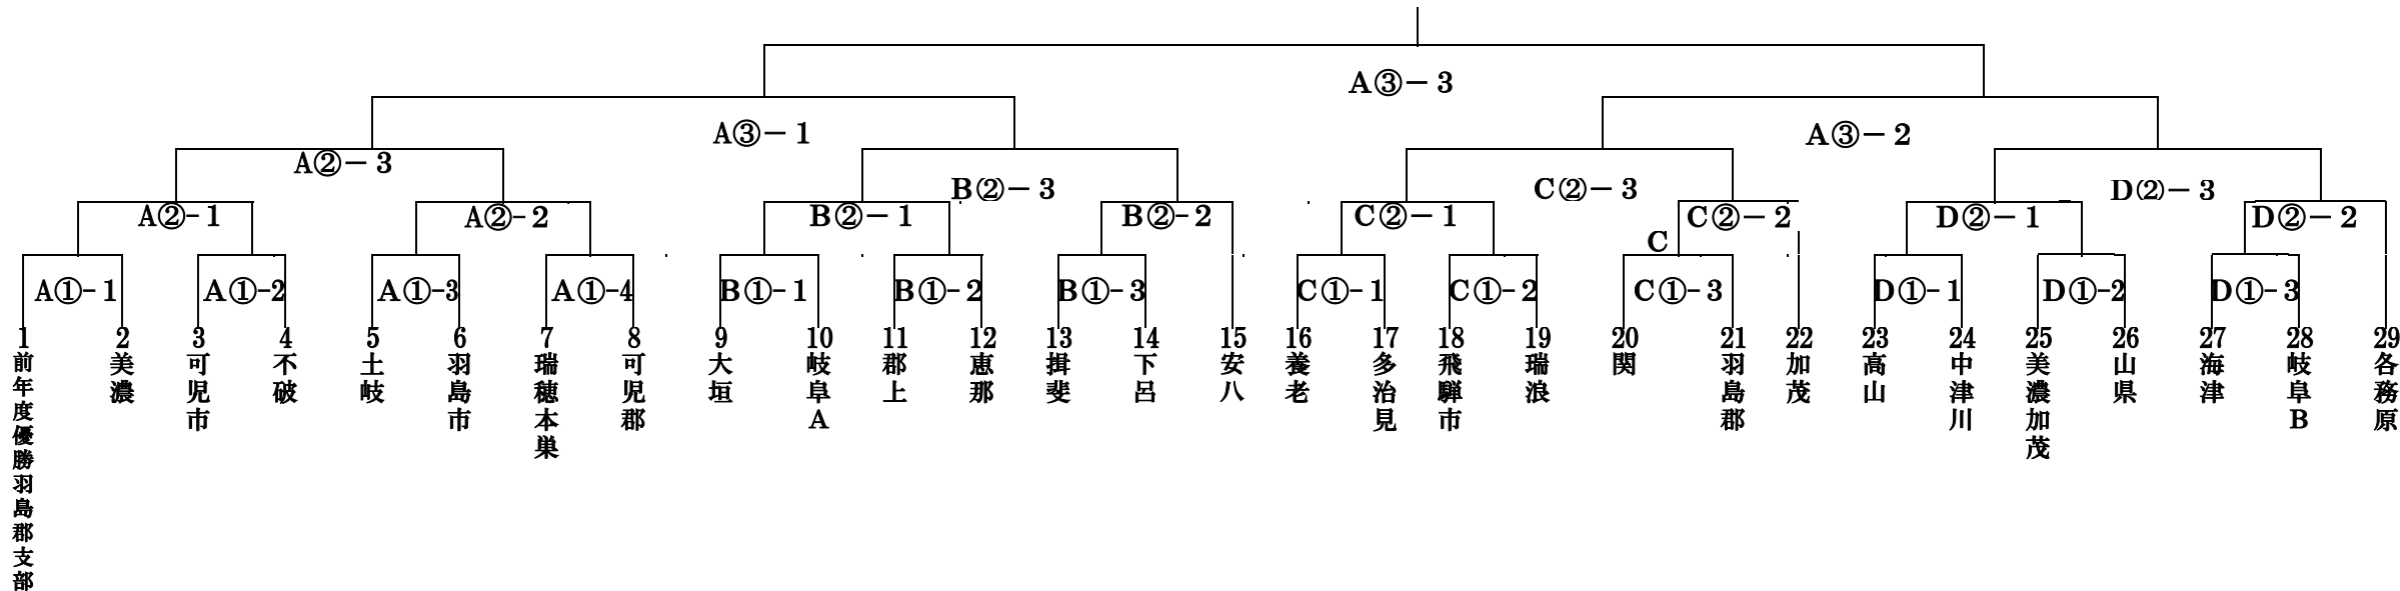 A③－3
A③－1
A③－2
A②－3
B②－3
C②－3
D②－3
A②-1
A②-2
B②－1
B②-2
C②－1
C②－2
D②－1
D②－2
C
A①-1
A①-2
A①-3
A①-4
B①-1
B①-2
B①-3
C①-1
C①-2
C①-3
D①-1
D①-2
D①-3
1 前年度優勝羽島郡支部
2 美濃
3 可児市
4 不破
5 土岐
6 羽島市
7 瑞穂本巣
8 可児郡
9 大垣
10 岐阜A
11 郡上
12 恵那
13 揖斐
14 下呂
15 安八
16 養老
17 多治見
18 飛騨市
19 瑞浪
20 関
21 羽島郡
22 加茂
23 高山
24 中津川
25 美濃加茂
26 山県
27 海津
28 岐阜B
29 各務原